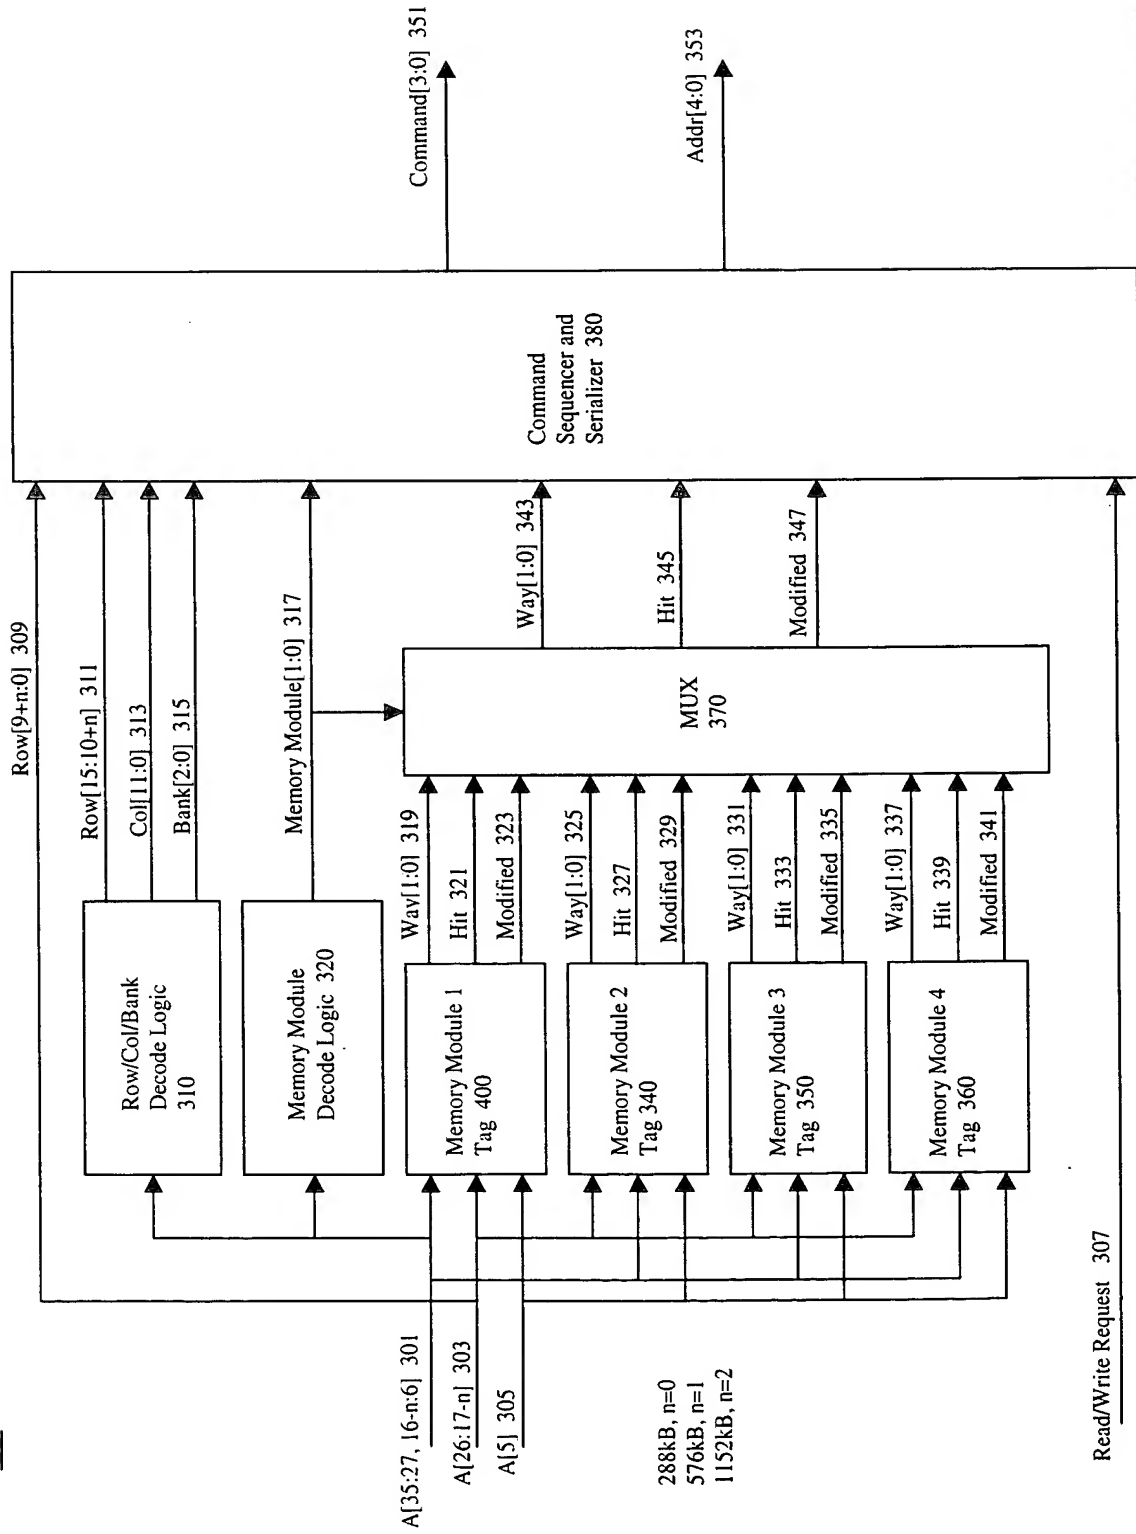 Row[9+n:0] 309
Row[15:10+n] 311
Col[11:0] 313
Bank[2:0] 315
Memory Module[1:0] 317
Row/Col/Bank
Decode Logic
310
Memory Module
Decode Logic 320
Memory Module 1
Tag 400
Memory Module 2
Tag 340
Memory Module 3
Tag 350
Memory Module 4
Tag 360
Way[1:0] 319
Hit 321
Modified 323
Way[1:0] 325
Hit 327
Modified 329
Way[1:0] 331
Hit 333
Modified 335
Way[1:0] 337
Hit 339
Modified 341
MUX
370
Way[1:0] 343
Hit 345
Modified 347
Command
Sequencer and
Serializer 380
Command[3:0] 351
Addr[4:0] 353
A[35:27, 16-n:6] 301
A[26:17-n] 303
A[5] 305
288kB, n=0
576kB, n=1
1152kB, n=2
Read/Write Request 307